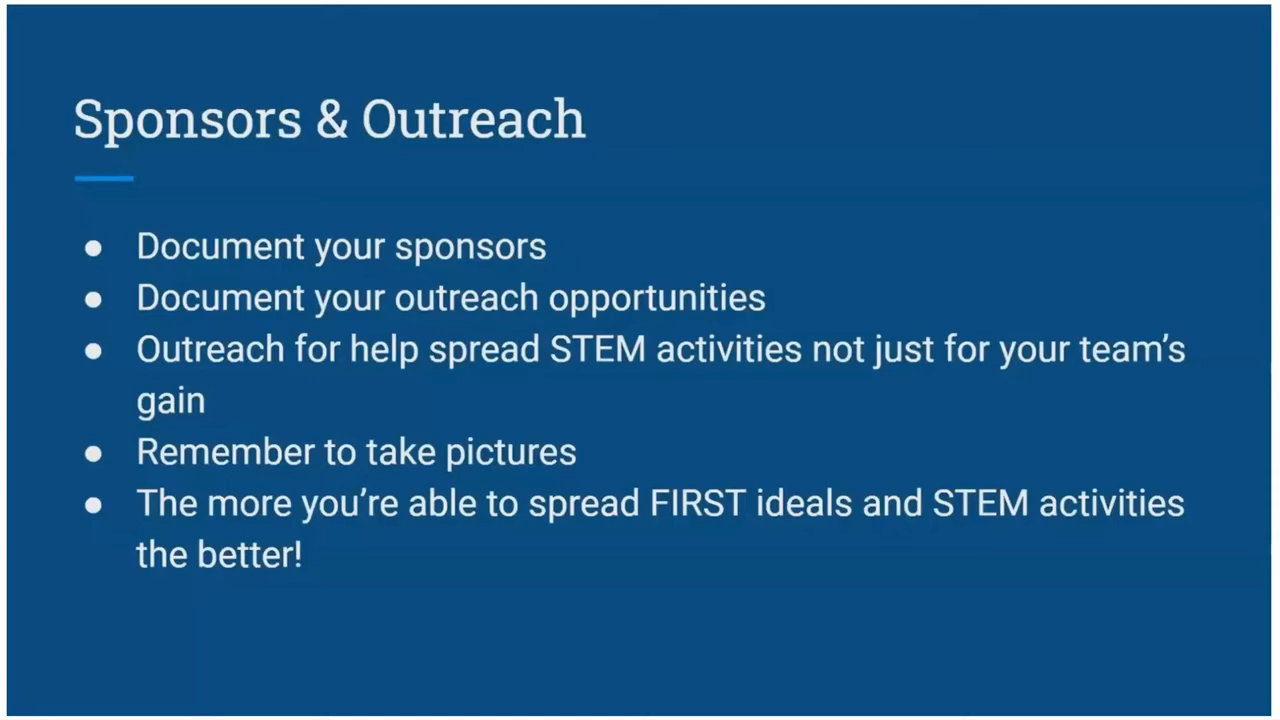 Sponsors & Outreach
● Document your sponsors
● Document your outreach opportunities
● Outreach for help spread STEM activities not just for your team’s
gain
● Remember to take pictures
● The more you’re able to spread FIRST ideals and STEM activities
the better!